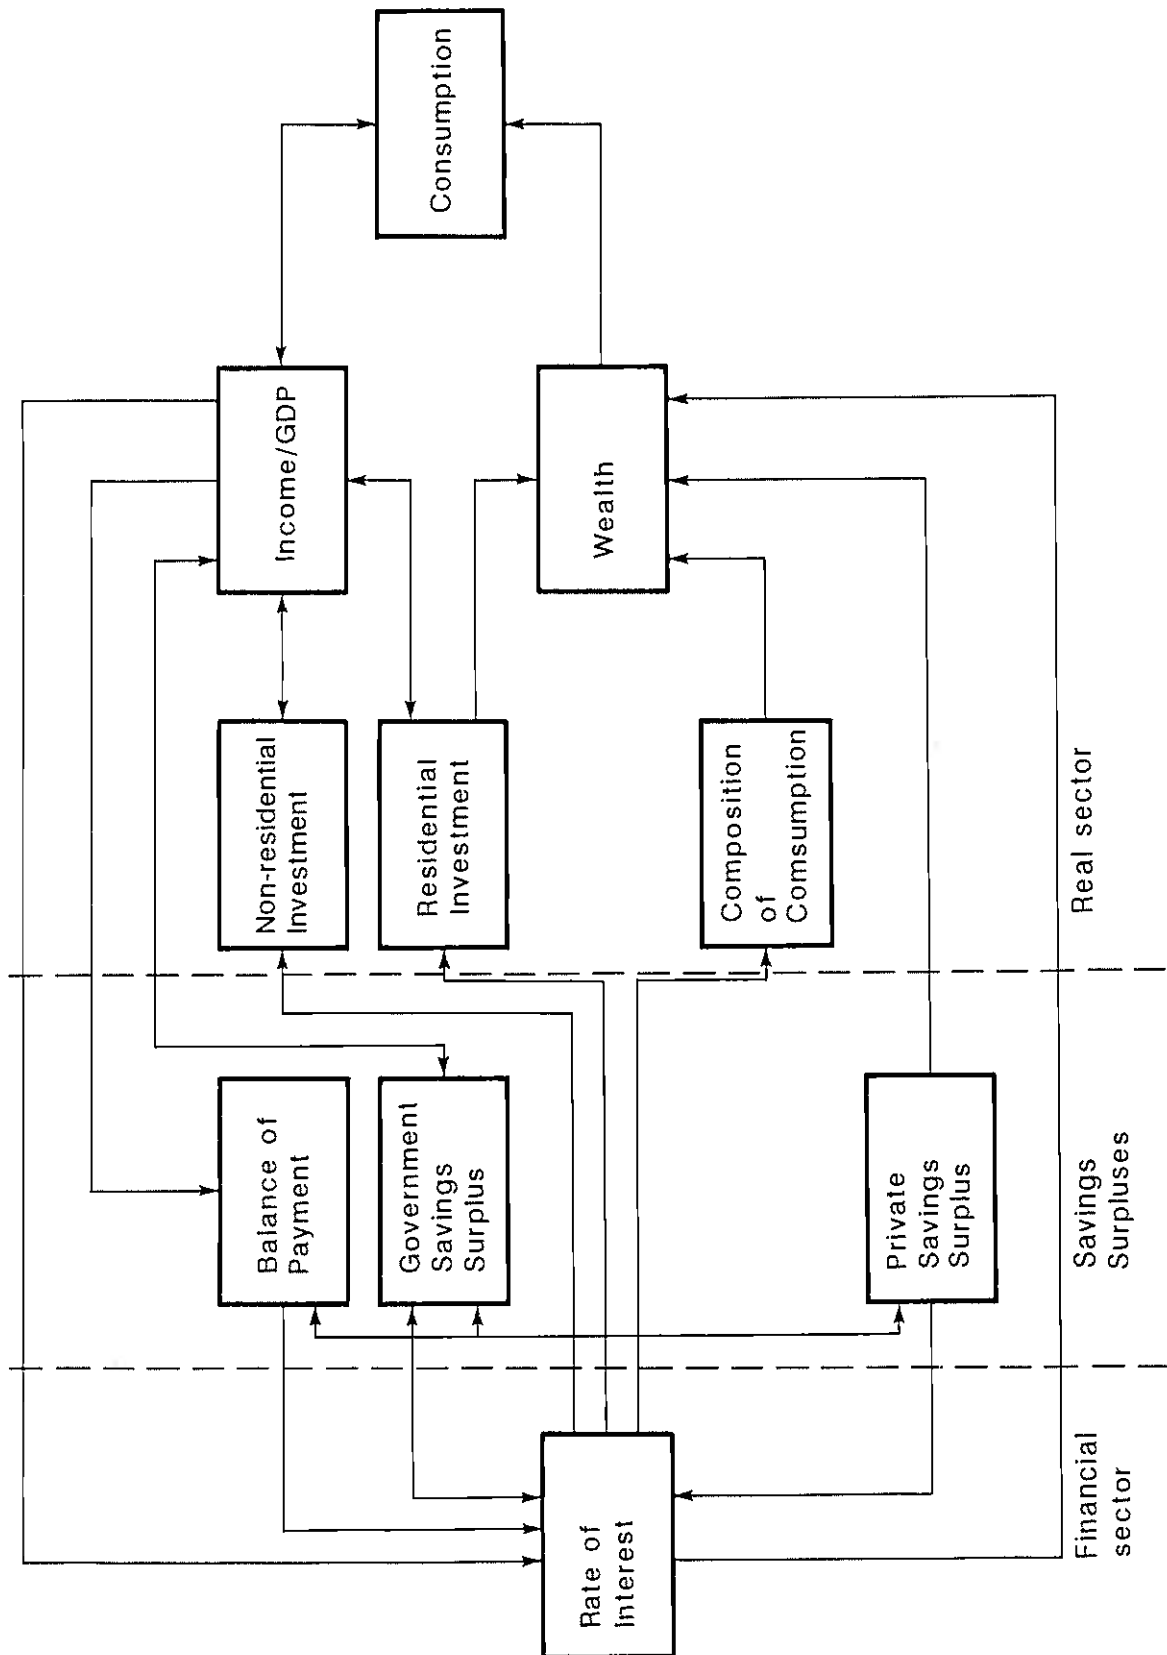 Rate of
Interest
Balance of
Payment
Government
Savings
Surplus
Private
Savings
Surplus
Non-residential
Investment
Residential
Investment
Composition
of
Comsumption
Income/GDP
Wealth
Consumption
Financial
sector
Savings
Surpluses
Real sector